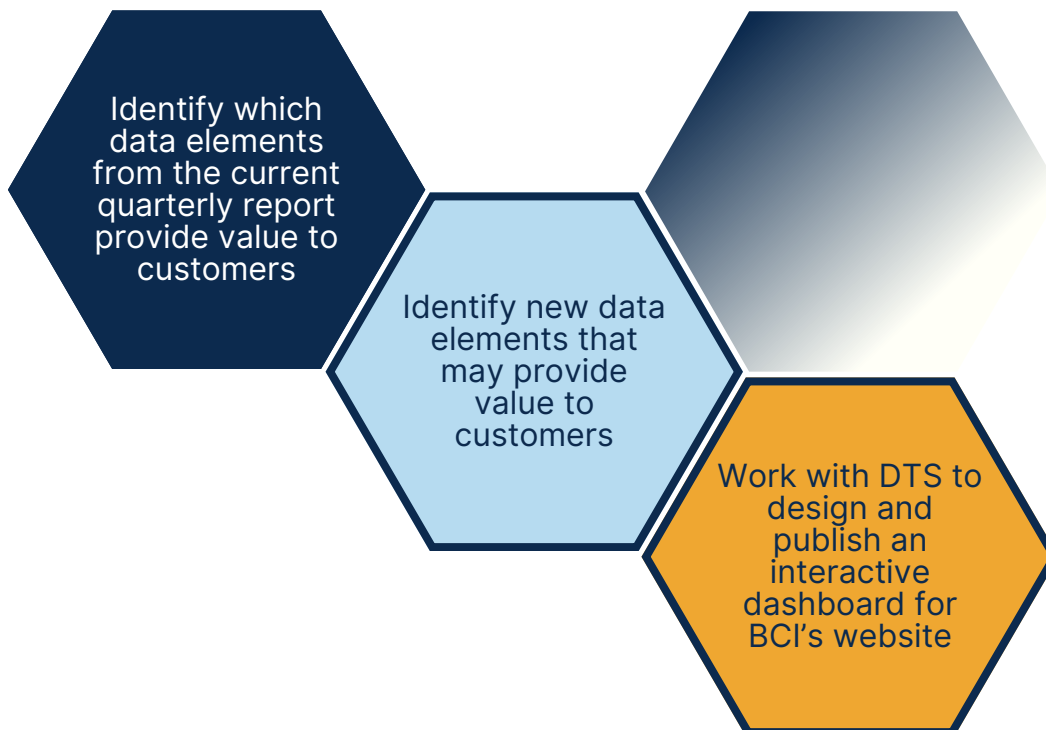 Identify which
data elements
from the current
quarterly report
provide value to
customers
Identify new data
elements that
may provide
value to
customers
Work with DTS to
design and
publish an
interactive
dashboard for
BCI’s website